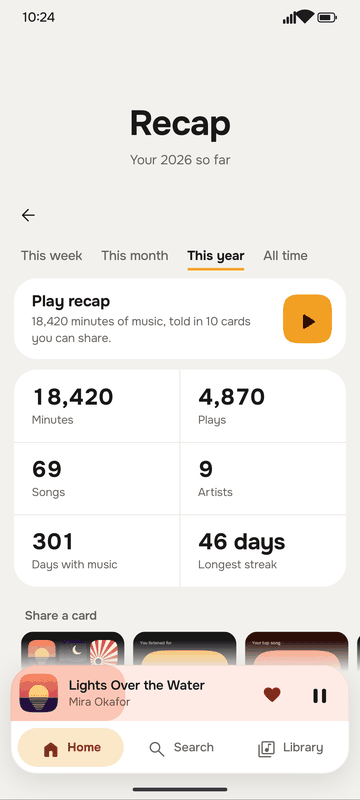 10:24
Recap
Your 2026 so far
This week This month This year All time
Play recap
18,420 minutes of music, told in 10 cards
you can share.
18,420
Minutes
4,870
Plays
69
Songs
9
Artists
301
Days with music
46 days
Longest streak
Share a card
You listened for
Your top song
Lights Over the Water
Mira Okafor
Home Search Library